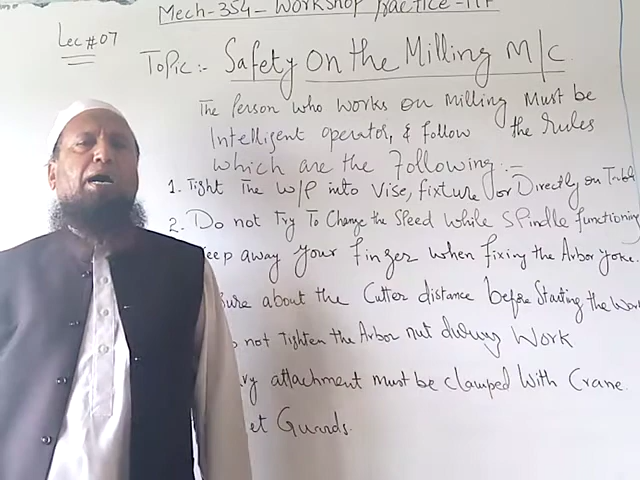 Mech-354- Workshop Practice-III
Lec#07
Topic:- Safety On the Milling M/C
The Person who works on Milling Must be
Intelligent operator, & follow the Rules
which are the Following:-
1. Tight The W/P into Vise, fixture or Directly on Table
2. Do not Try To Change the Speed while Spindle functioning
eep away your finger when fixing the Arbor yoke.
ure about the Cutter distance before Starting the Work
not Tighten the Arbor nut during Work
ry attachment must be clamped with Crane.
et Guards.